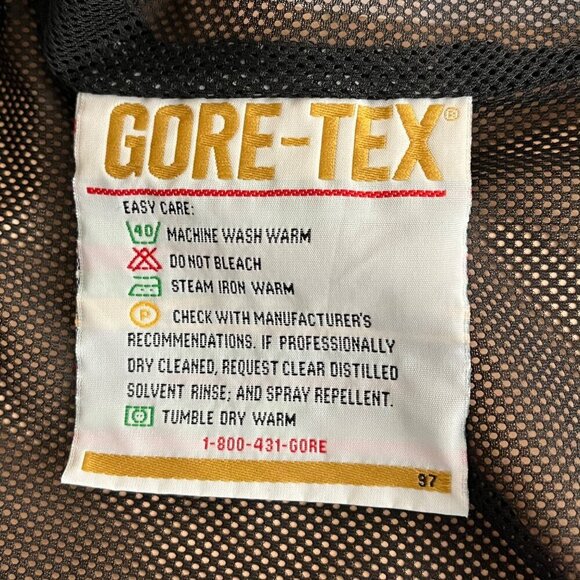 GORE-TEX®
EASY CARE:
40 MACHINE WASH WARM
DO NOT BLEACH
STEAM IRON WARM
P CHECK WITH MANUFACTURER'S
RECOMMENDATIONS. IF PROFESSIONALLY
DRY CLEANED, REQUEST CLEAR DISTILLED
SOLVENT RINSE; AND SPRAY REPELLENT.
TUMBLE DRY WARM
1-800-431-GORE
97